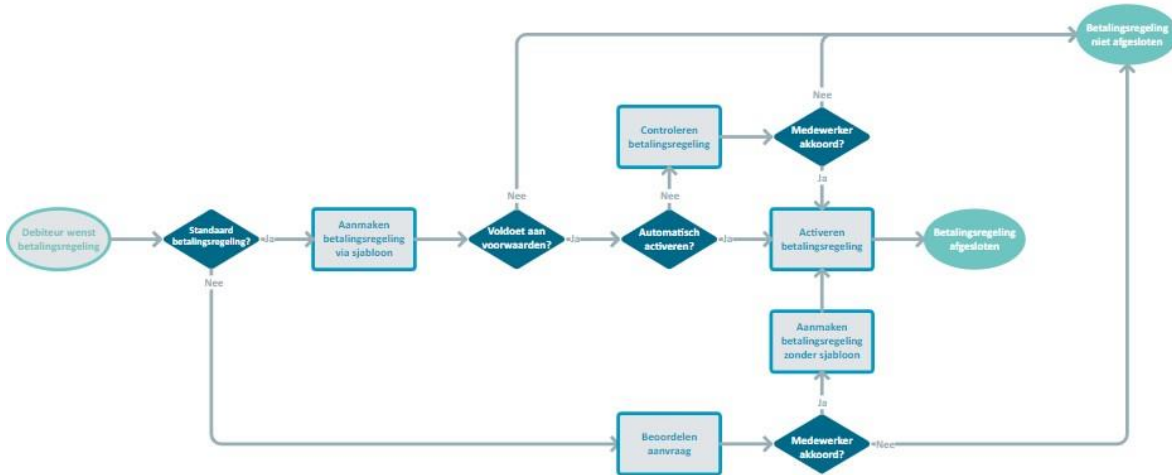 Betalingsregeling
niet afgesloten
Nee
Controleren
betalingsregeling
Medewerker
akkoord?
Nee
Nee
Ja
Debiteur wenst
betalingsregeling
Standaard
betalingsregeling?
Ja
Aanmaken
betalingsregeling
via sjabloon
Voldoet aan
voorwaarden?
Ja
Automatisch
activeren?
Ja
Activeren
betalingsregeling
Betalingsregeling
afgesloten
Nee
Aanmaken
betalingsregeling
zonder sjabloon
Ja
Beoordelen
aanvraag
Medewerker
akkoord?
Nee